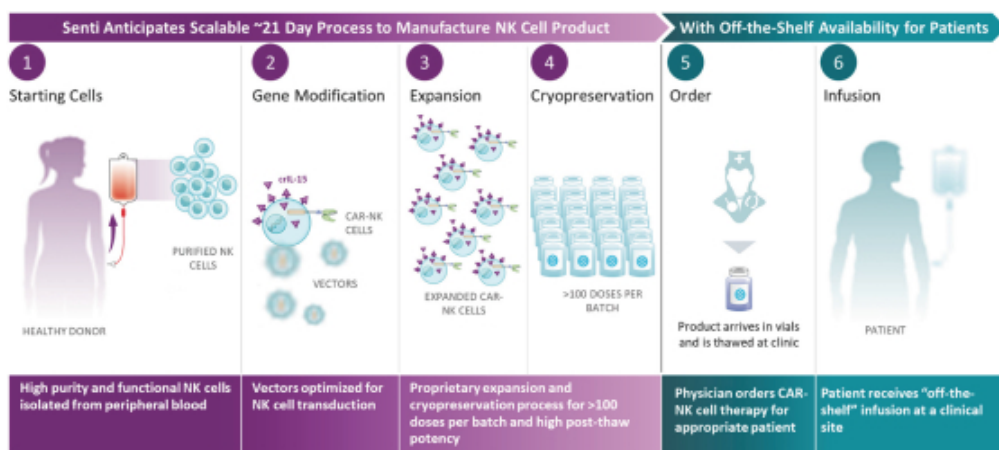 Senti Anticipates Scalable ~21 Day Process to Manufacture NK Cell Product
With Off-the-Shelf Availability for Patients
1
Starting Cells
2
Gene Modification
3
Expansion
4
Cryopreservation
5
Order
6
Infusion
crIL-15
CAR-NK
CELLS
PURIFIED NK
CELLS
VECTORS
EXPANDED CAR-
NK CELLS
>100 DOSES PER
BATCH
HEALTHY DONOR
Product arrives in vials
and is thawed at clinic
PATIENT
High purity and functional NK cells
isolated from peripheral blood
Vectors optimized for
NK cell transduction
Proprietary expansion and
cryopreservation process for >100
doses per batch and high post-thaw
potency
Physician orders CAR-
NK cell therapy for
appropriate patient
Patient receives “off-the-
shelf” infusion at a clinical
site